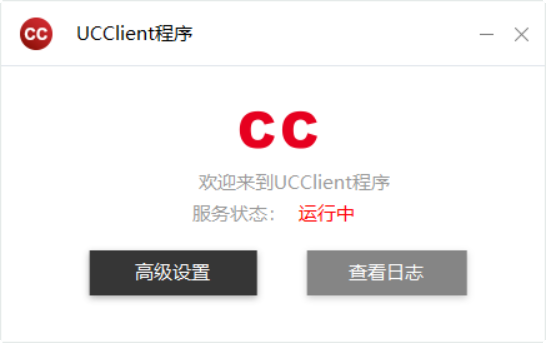 CC UCClient程序
CC
欢迎来到UCClient程序
服务状态： 运行中
高级设置 查看日志